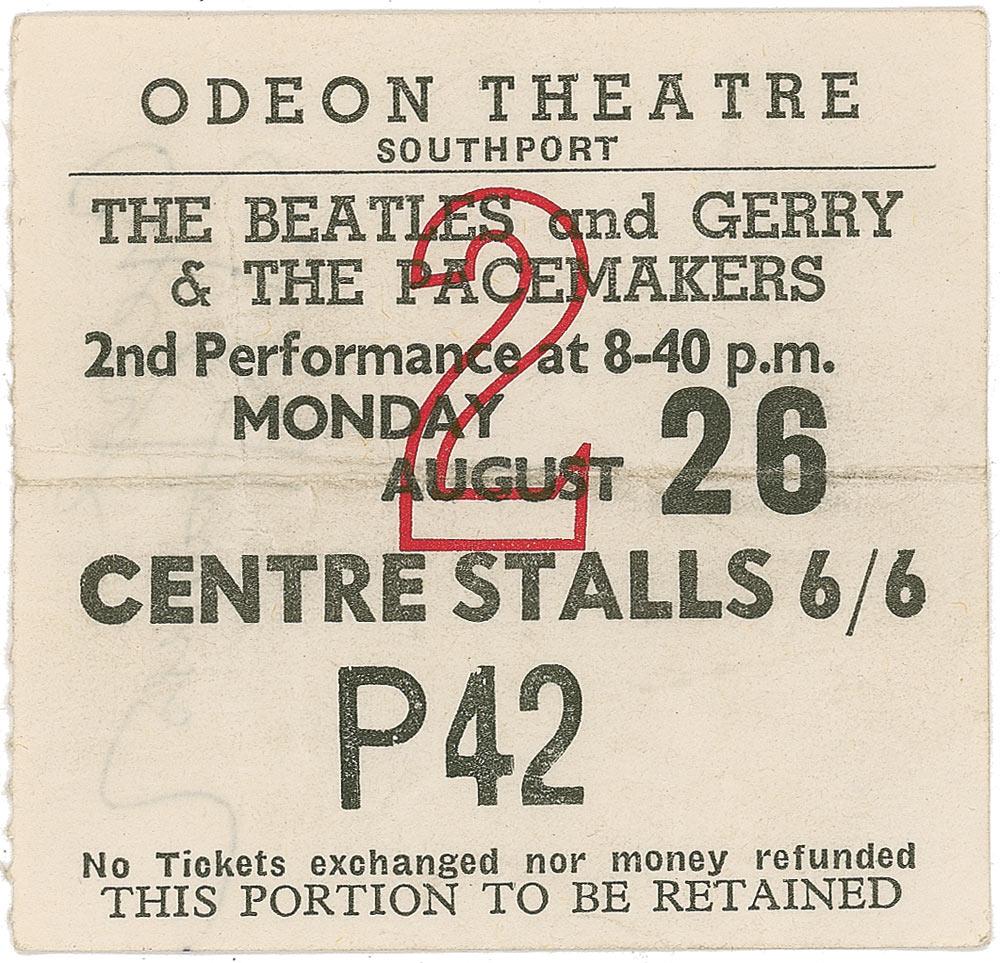 ODEON THEATRE
SOUTHPORT
THE BEATLES and GERRY
& THE PACEMAKERS
2nd Performance at 8-40 p.m.
MONDAY
AUGUST 26
2
CENTRE STALLS 6/6
P 42
No Tickets exchanged nor money refunded
THIS PORTION TO BE RETAINED